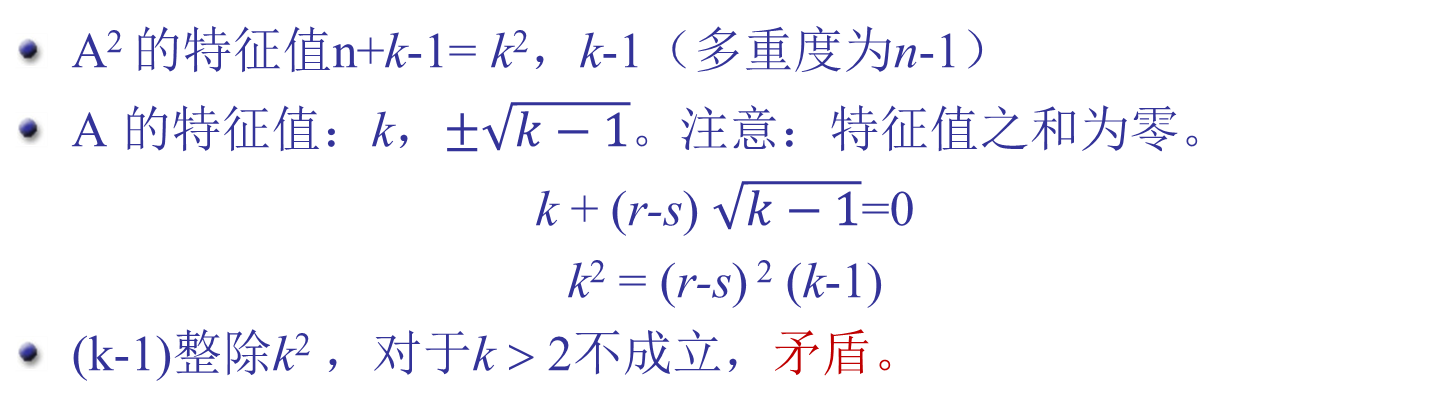 • A² 的特征值n+k-1= k²，k-1（多重度为n-1）
• A 的特征值：k，±√k − 1。注意：特征值之和为零。
k + (r-s) √k − 1=0
k² = (r-s) ² (k-1)
• (k-1)整除k² ，对于k > 2不成立，矛盾。